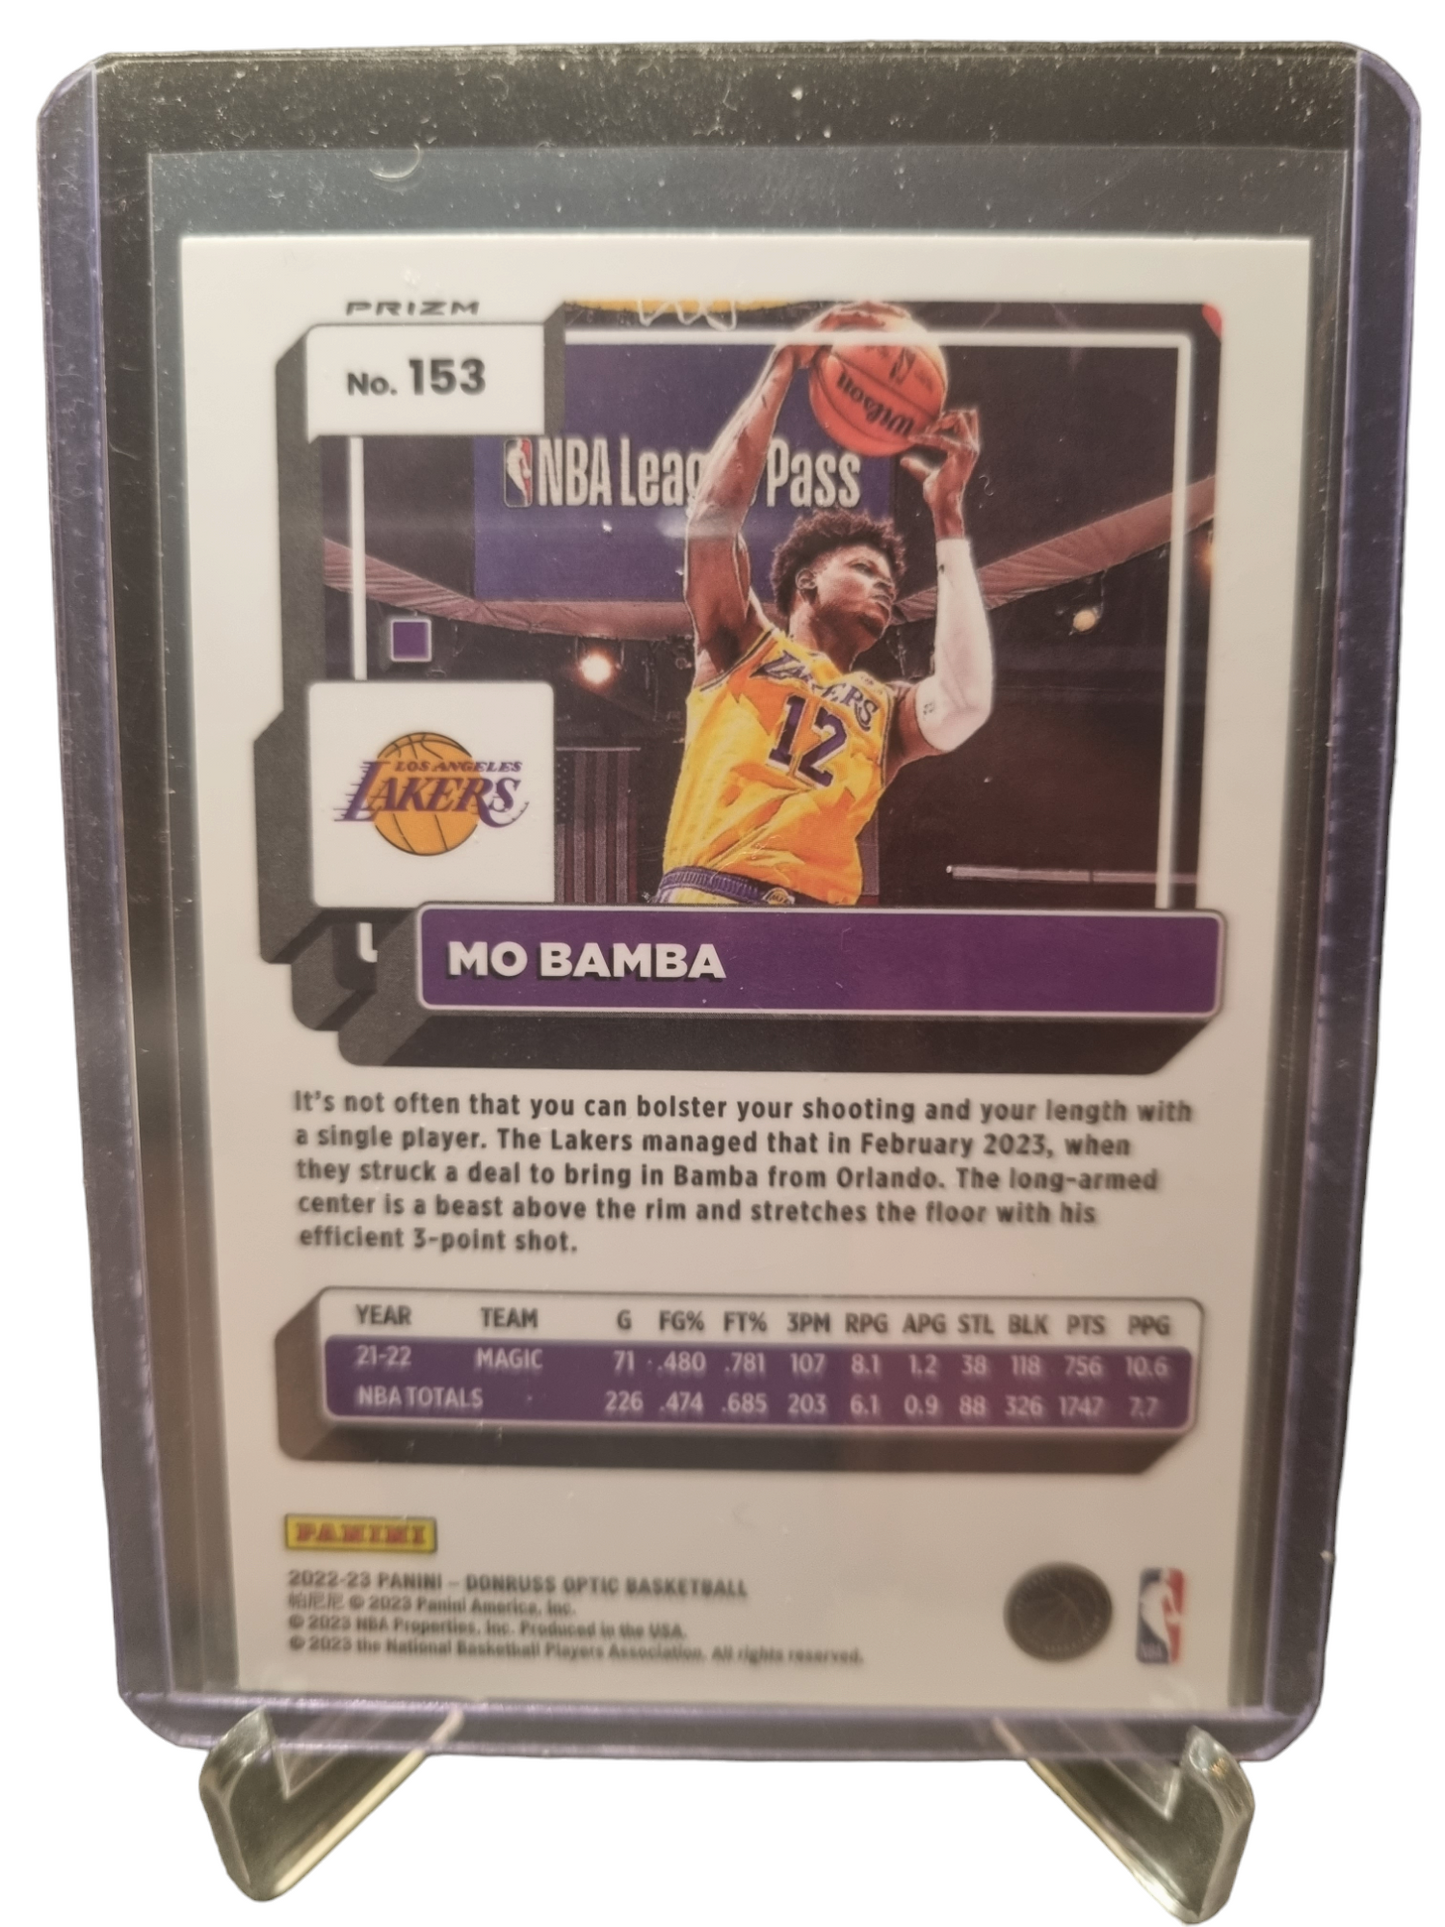 PRIZM
No. 153
Wilson
NBA Leag Pass
LAKERS
12
LOS ANGELES
LAKERS
MO BAMBA
It's not often that you can bolster your shooting and your length with
a single player. The Lakers managed that in February 2023, when
they struck a deal to bring in Bamba from Orlando. The long-armed
center is a beast above the rim and stretches the floor with his
efficient 3-point shot.
YEAR TEAM G FG% FT% 3PM RPG APG STL BLK PTS PPG
21-22 MAGIC 71 .480 .781 107 8.1 1.2 38 118 756 10.6
NBA TOTALS 226 .474 .685 203 6.1 0.9 88 326 1747 7.7
PANINI
2022-23 PANINI – DONRUSS OPTIC BASKETBALL
帕尼尼 © 2023 Panini America, Inc.
© 2023 NBA Properties, Inc. Produced in the USA.
© 2023 the National Basketball Players Association. All rights reserved.